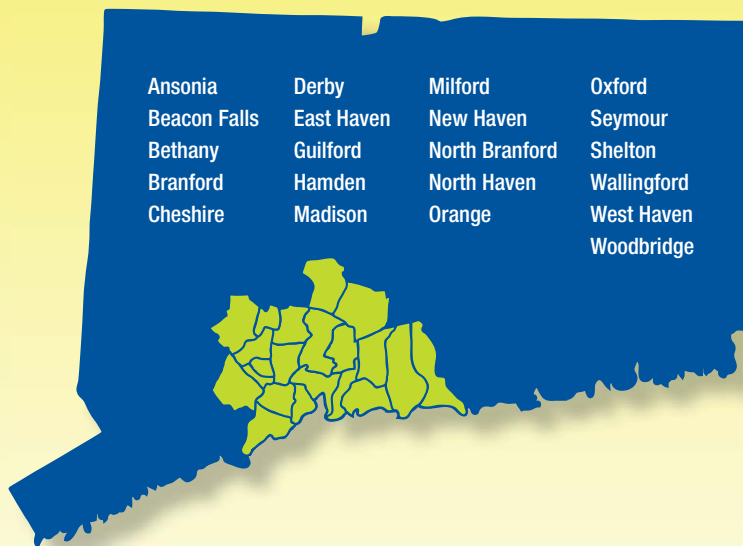 Ansonia
Beacon Falls
Bethany
Branford
Cheshire
Derby
East Haven
Guilford
Hamden
Madison
Milford
New Haven
North Branford
North Haven
Orange
Oxford
Seymour
Shelton
Wallingford
West Haven
Woodbridge